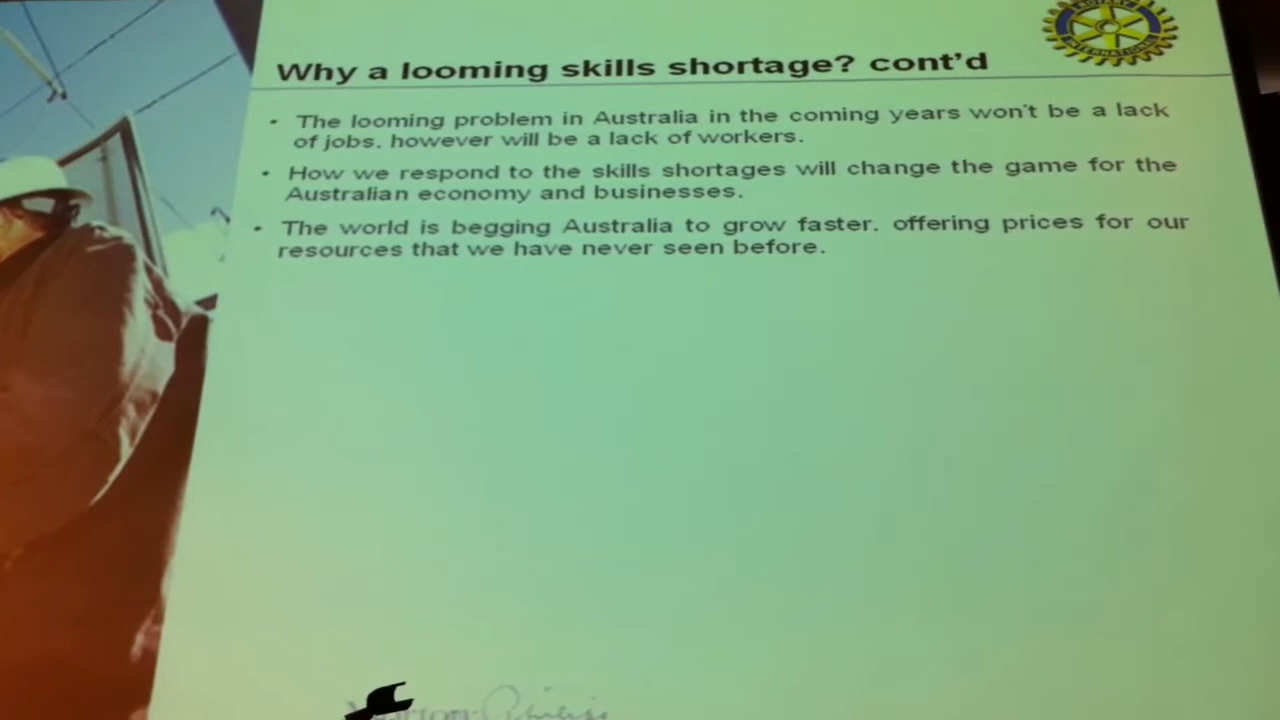 ROTARY
INTERNATIONAL
Why a looming skills shortage? cont'd
• The looming problem in Australia in the coming years won't be a lack
of jobs, however will be a lack of workers.
• How we respond to the skills shortages will change the game for the
Australian economy and businesses.
• The world is begging Australia to grow faster, offering prices for our
resources that we have never seen before.